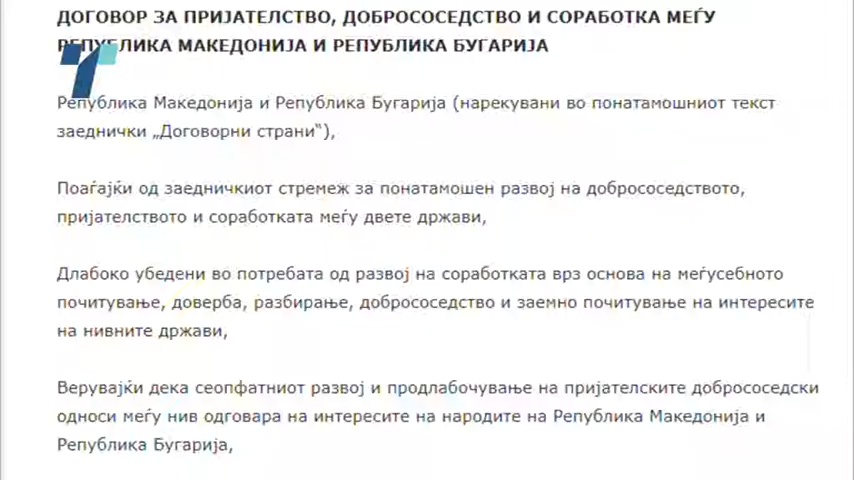 ДОГОВОР ЗА ПРИЈАТЕЛСТВО, ДОБРОСОСЕДСТВО И СОРАБОТКА МЕЃУ
РЕПУБЛИКА МАКЕДОНИЈА И РЕПУБЛИКА БУГАРИЈА
Република Македонија и Република Бугарија (нарекувани во понатамошниот текст
заеднички „Договорни страни“),
Поаѓајќи од заедничкиот стремеж за понатамошен развој на добрососедството,
пријателството и соработката меѓу двете држави,
Длабоко убедени во потребата од развој на соработката врз основа на меѓусебното
почитување, доверба, разбирање, добрососедство и заемно почитување на интересите
на нивните држави,
Верувајќи дека сеопфатниот развој и продлабочување на пријателските добрососедски
односи меѓу нив одговара на интересите на народите на Република Македонија и
Република Бугарија,